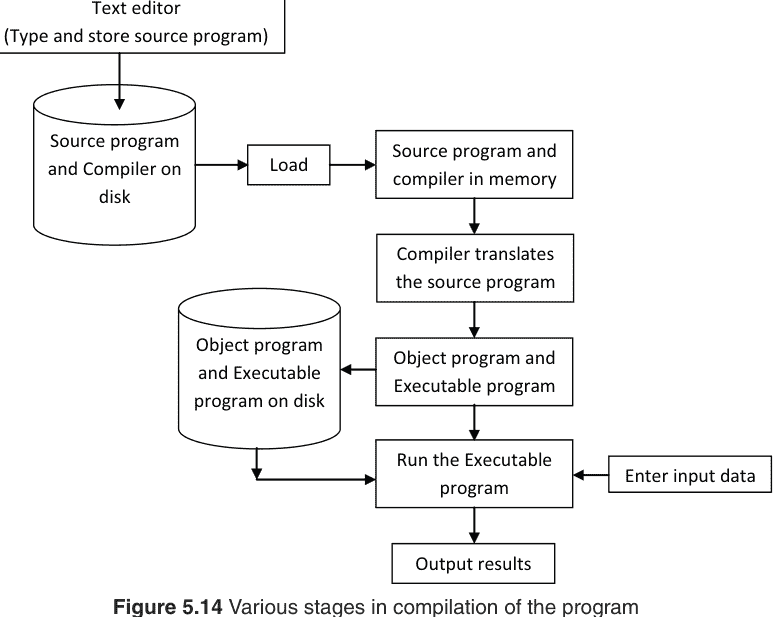 Text editor
(Type and store source program)
Source program
and Compiler on
disk
Load
Source program and
compiler in memory
Compiler translates
the source program
Object program
and Executable
program on disk
Object program and
Executable program
Run the Executable
program
Enter input data
Output results
Figure 5.14 Various stages in compilation of the program